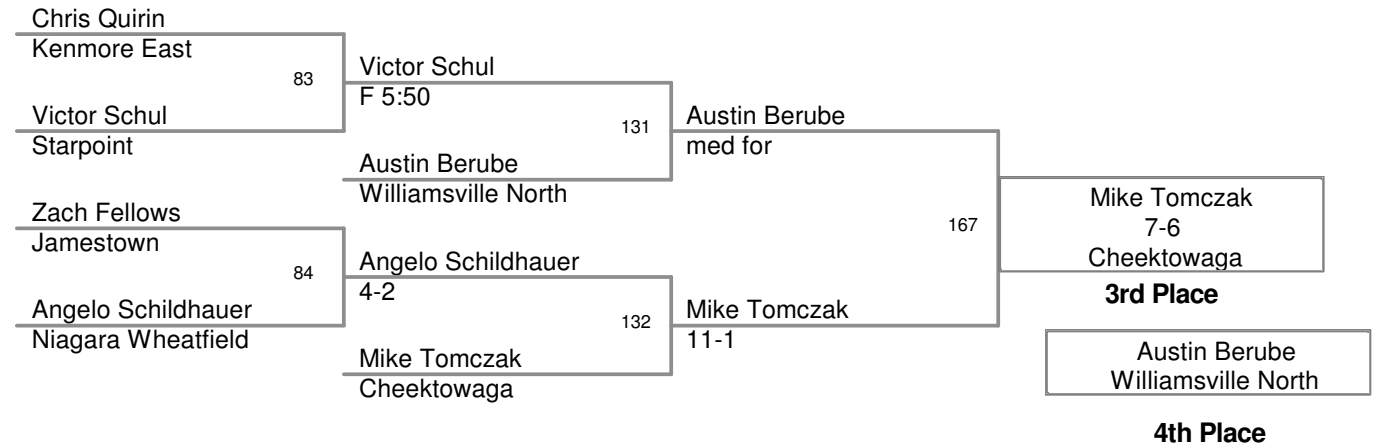 Chris Quirin
Kenmore East
83
Victor Schul
F 5:50
Victor Schul
Starpoint
131
Austin Berube
med for
Austin Berube
Williamsville North
Zach Fellows
Jamestown
84
Angelo Schildhauer
4-2
Angelo Schildhauer
Niagara Wheatfield
132
Mike Tomczak
11-1
Mike Tomczak
Cheektowaga
167
Mike Tomczak
7-6
Cheektowaga
3rd Place
Austin Berube
Williamsville North
4th Place